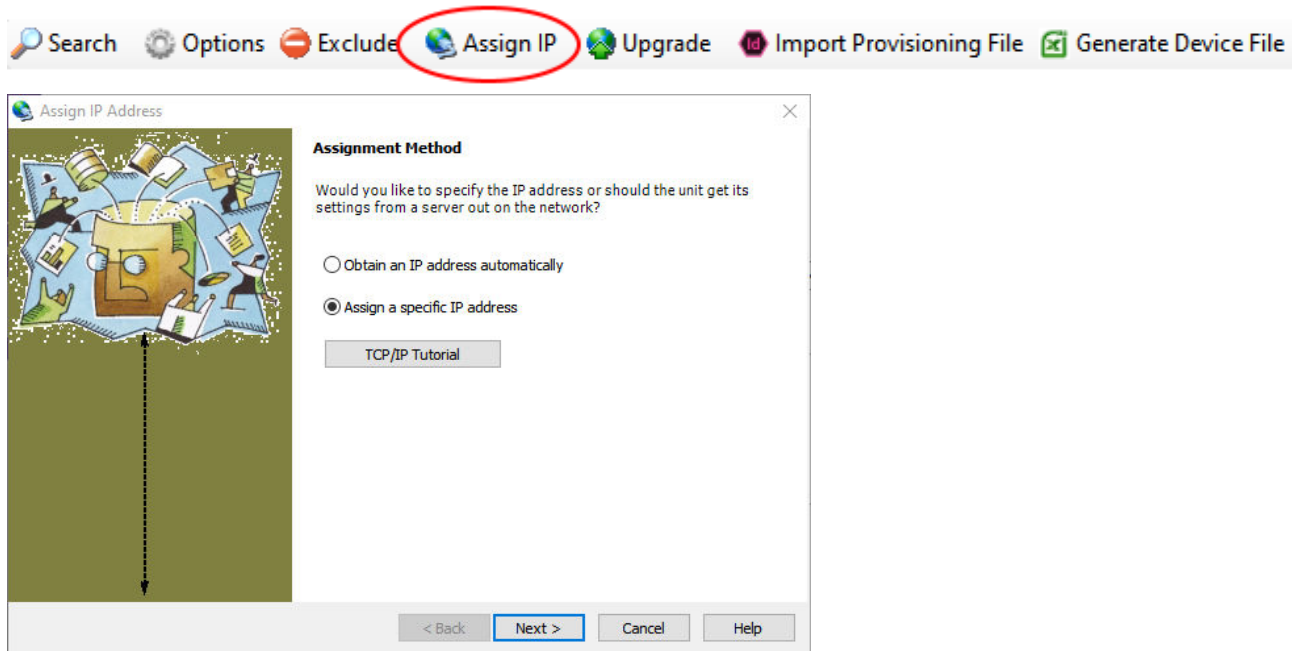 Search Options Exclude Assign IP Upgrade Id Import Provisioning File Generate Device File
Assign IP Address
Assignment Method
Would you like to specify the IP address or should the unit get its
settings from a server out on the network?
Obtain an IP address automatically
Assign a specific IP address
TCP/IP Tutorial
< Back Next > Cancel Help